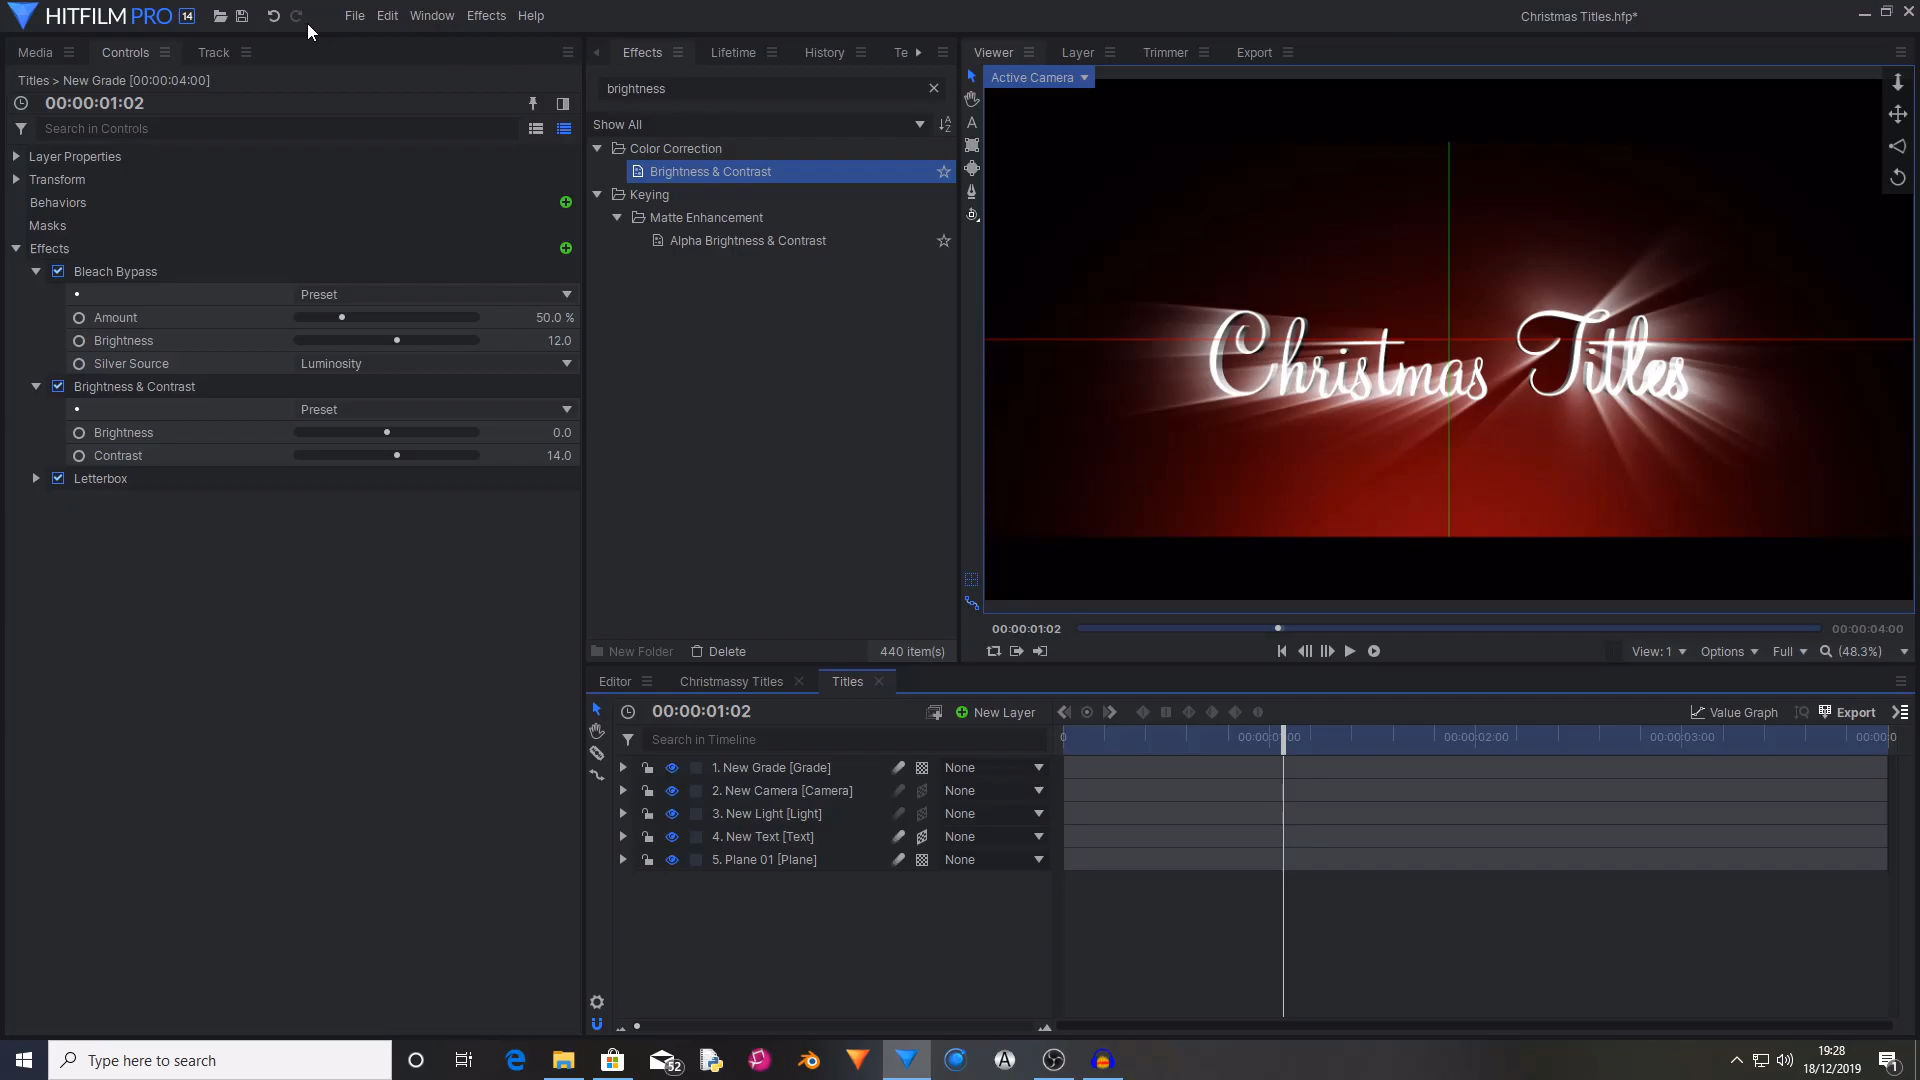 HITFILM PRO 14
File Edit Window Effects Help
Christmas Titles.hfp*
Media Controls Track
Titles > New Grade [00:00:04:00]
00:00:01:02
Search in Controls
Layer Properties
Transform
Behaviors
Masks
Effects
Bleach Bypass
Preset
Amount 50.0 %
Brightness 12.0
Silver Source Luminosity
Brightness & Contrast
Preset
Brightness 0.0
Contrast 14.0
Letterbox
Effects Lifetime History Te
brightness
Show All
Color Correction
Brightness & Contrast
Keying
Matte Enhancement
Alpha Brightness & Contrast
New Folder Delete 440 item(s)
Viewer Layer Trimmer Export
Active Camera
Christmas Titles
00:00:01:02 00:00:04:00
View: 1 Options Full (48.3%)
Editor Christmassy Titles Titles
00:00:01:02 New Layer Value Graph Export
Search in Timeline
0 00:00:02:00 00:00:03:00
1. New Grade [Grade] None
2. New Camera [Camera] None
3. New Light [Light] None
4. New Text [Text] None
5. Plane 01 [Plane] None
Type here to search
52
19:28
18/12/2019
1